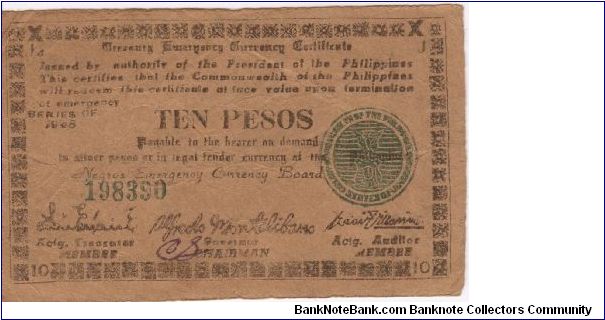 X X
Treasury Emergency Currency Certificate
Issued by authority of the President of the Philippines
This certifies that the Commonwealth of the Philippines
will redeem this certificate at face value upon termination
of emergency
SERIES OF
TEN PESOS
Payable to the bearer on demand
in silver pesos or in legal tender currency of the
Negros Emergency Currency Board
198390
Alfredo Montelibano
Actg. Treasurer Governor Actg. Auditor
MEMBER CHAIRMAN MEMBER
10 10
BankNoteBank.com Banknote Collectors Community